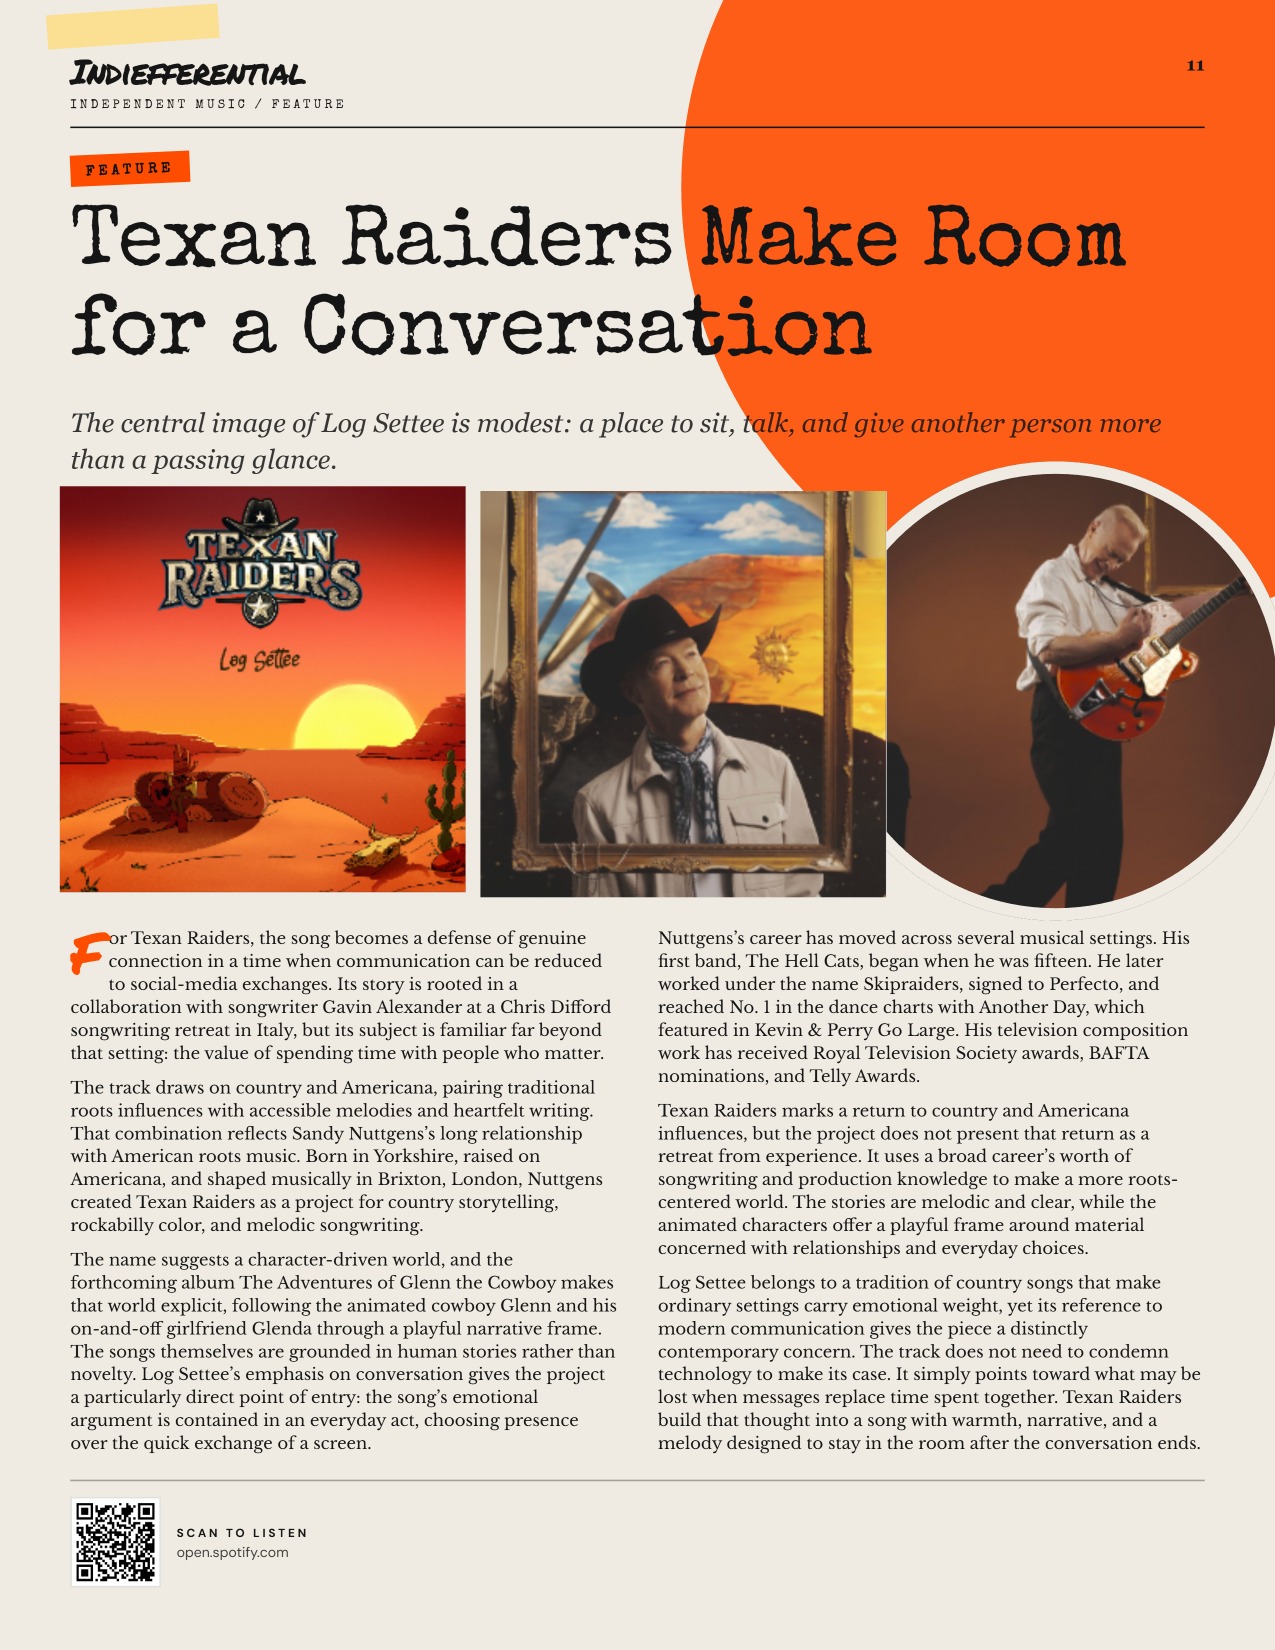 INDIEFFERENTIAL
INDEPENDENT MUSIC / FEATURE
11
FEATURE
Texan Raiders Make Room
for a Conversation
The central image of Log Settee is modest: a place to sit, talk, and give another person more
than a passing glance.
TEXAN
RAIDERS
Log Settee
For Texan Raiders, the song becomes a defense of genuine
connection in a time when communication can be reduced
to social-media exchanges. Its story is rooted in a
collaboration with songwriter Gavin Alexander at a Chris Difford
songwriting retreat in Italy, but its subject is familiar far beyond
that setting: the value of spending time with people who matter.
The track draws on country and Americana, pairing traditional
roots influences with accessible melodies and heartfelt writing.
That combination reflects Sandy Nuttgens’s long relationship
with American roots music. Born in Yorkshire, raised on
Americana, and shaped musically in Brixton, London, Nuttgens
created Texan Raiders as a project for country storytelling,
rockabilly color, and melodic songwriting.
The name suggests a character-driven world, and the
forthcoming album The Adventures of Glenn the Cowboy makes
that world explicit, following the animated cowboy Glenn and his
on-and-off girlfriend Glenda through a playful narrative frame.
The songs themselves are grounded in human stories rather than
novelty. Log Settee’s emphasis on conversation gives the project
a particularly direct point of entry: the song’s emotional
argument is contained in an everyday act, choosing presence
over the quick exchange of a screen.
Nuttgens’s career has moved across several musical settings. His
first band, The Hell Cats, began when he was fifteen. He later
worked under the name Skipraiders, signed to Perfecto, and
reached No. 1 in the dance charts with Another Day, which
featured in Kevin & Perry Go Large. His television composition
work has received Royal Television Society awards, BAFTA
nominations, and Telly Awards.
Texan Raiders marks a return to country and Americana
influences, but the project does not present that return as a
retreat from experience. It uses a broad career’s worth of
songwriting and production knowledge to make a more roots-
centered world. The stories are melodic and clear, while the
animated characters offer a playful frame around material
concerned with relationships and everyday choices.
Log Settee belongs to a tradition of country songs that make
ordinary settings carry emotional weight, yet its reference to
modern communication gives the piece a distinctly
contemporary concern. The track does not need to condemn
technology to make its case. It simply points toward what may be
lost when messages replace time spent together. Texan Raiders
build that thought into a song with warmth, narrative, and a
melody designed to stay in the room after the conversation ends.
SCAN TO LISTEN
open.spotify.com